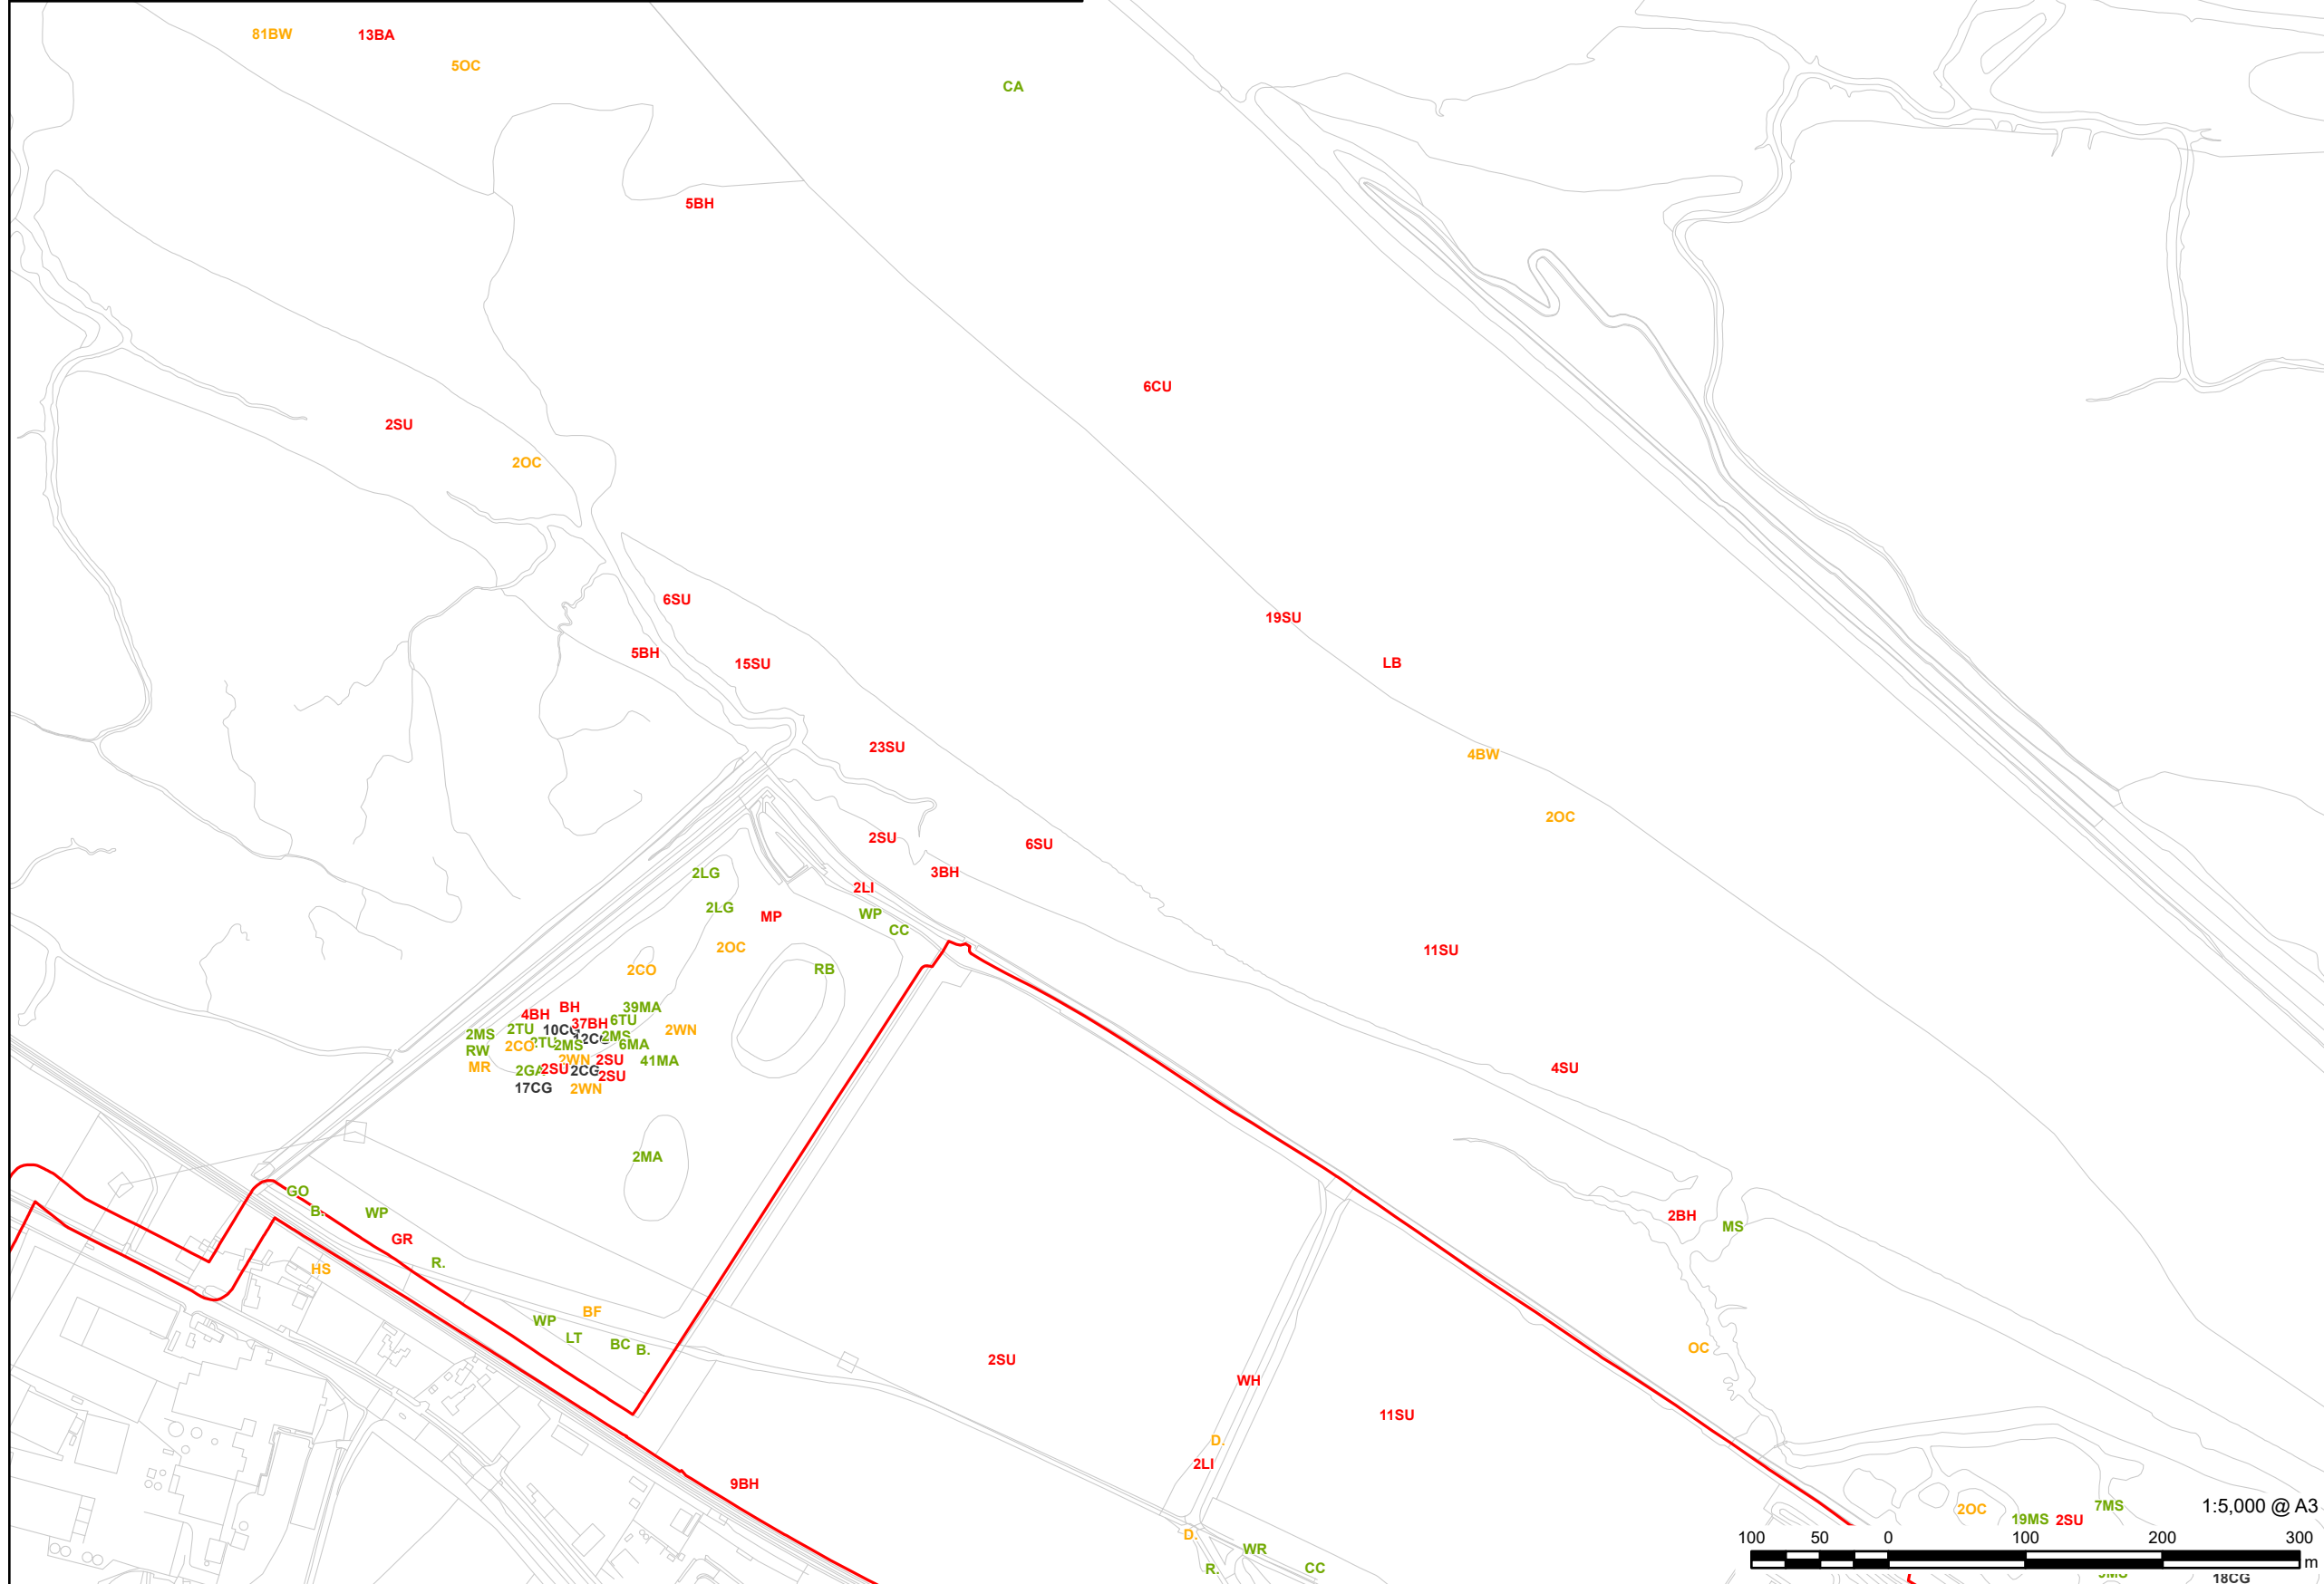 81BW 13BA
5OC
CA
5BH
6CU
2SU
2OC
6SU
19SU
5BH
15SU
LB
23SU
4BW
2OC
2SU
6SU
2LG
3BH
2LI
2LG
MP
WP
CC
2OC
11SU
2CO
RB
BH
39MA
4BH
37BH
6TU
2TU
10CG
2WN
2MS
12CG
2MS
2TU
2MS
6MA
2CO
RW
2WN
2SU
41MA
MR
2GA
2SU
2CG
2SU
4SU
17CG
2WN
2MA
GO
B.
WP
2BH
MS
GR
R.
HS
BF
WP
LT
BC
B.
OC
2SU
WH
11SU
D.
2LI
9BH
7MS
1:5,000 @ A3
2OC
19MS
2SU
D.
100 50 0 100 200 300
m
WR
R.
CC
18CG